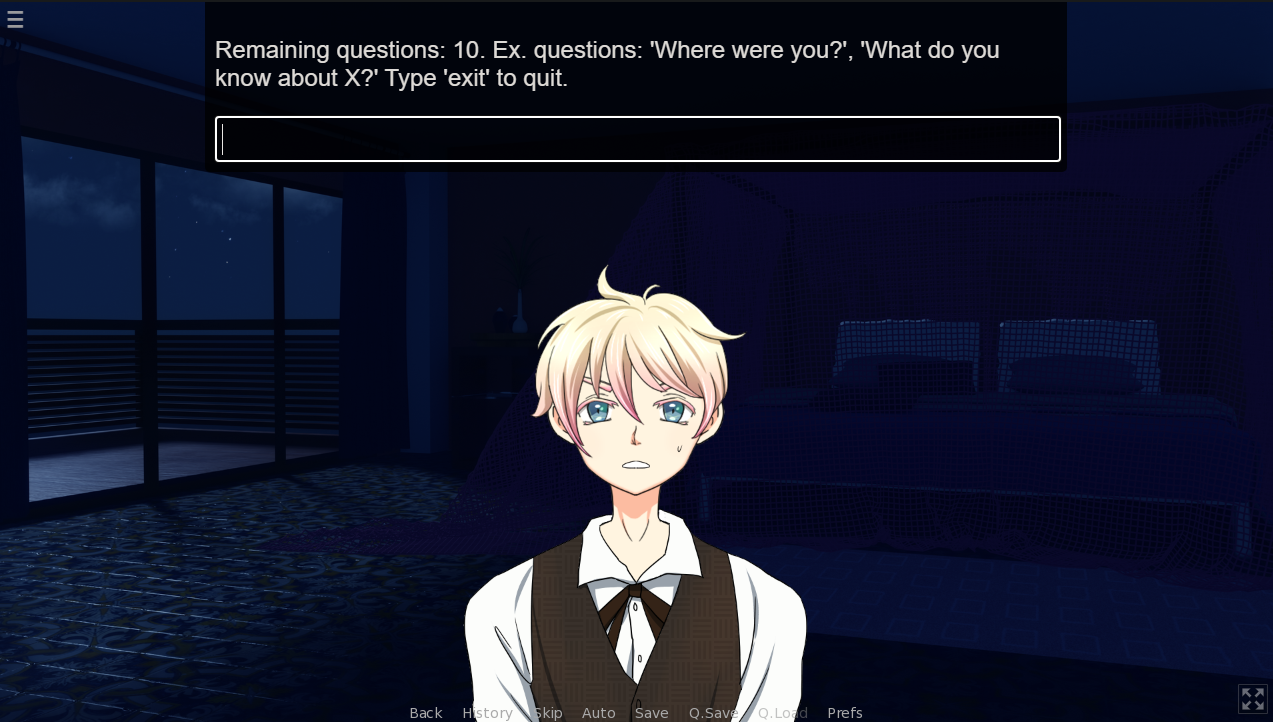 Remaining questions: 10. Ex. questions: 'Where were you?', 'What do you
know about X?' Type 'exit' to quit.
Back History Skip Auto Save Q.Save Q.Load Prefs